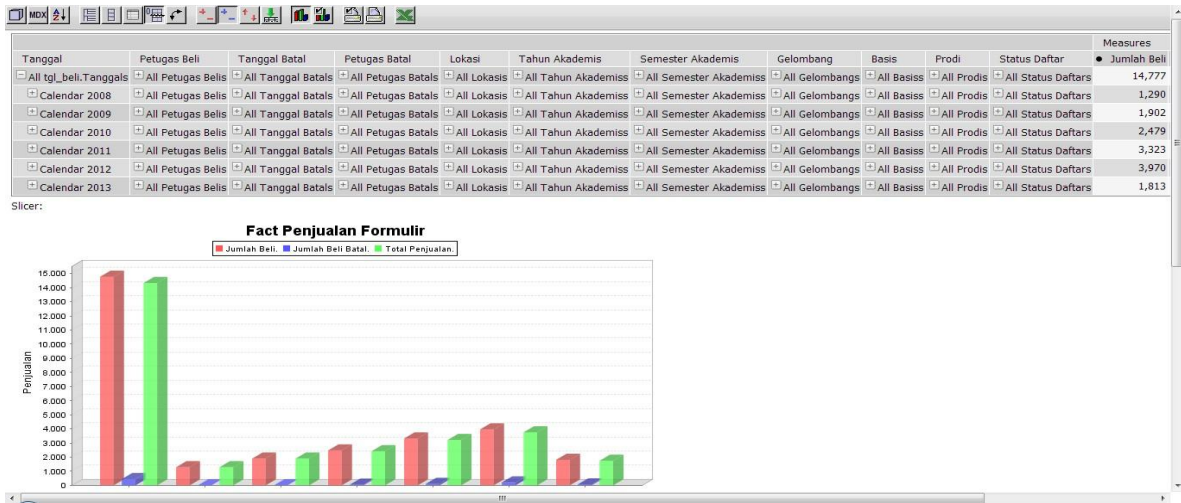 MDX
Measures
Tanggal Petugas Beli Tanggal Batal Petugas Batal Lokasi Tahun Akademis Semester Akademis Gelombang Basis Prodi Status Daftar Jumlah Beli
All tgl_beli.Tanggals All Petugas Belis All Tanggal Batals All Petugas Batals All Lokasis All Tahun Akademiss All Semester Akademiss All Gelombangs All Basiss All Prodis All Status Daftars 14,777
Calendar 2008 All Petugas Belis All Tanggal Batals All Petugas Batals All Lokasis All Tahun Akademiss All Semester Akademiss All Gelombangs All Basiss All Prodis All Status Daftars 1,290
Calendar 2009 All Petugas Belis All Tanggal Batals All Petugas Batals All Lokasis All Tahun Akademiss All Semester Akademiss All Gelombangs All Basiss All Prodis All Status Daftars 1,902
Calendar 2010 All Petugas Belis All Tanggal Batals All Petugas Batals All Lokasis All Tahun Akademiss All Semester Akademiss All Gelombangs All Basiss All Prodis All Status Daftars 2,479
Calendar 2011 All Petugas Belis All Tanggal Batals All Petugas Batals All Lokasis All Tahun Akademiss All Semester Akademiss All Gelombangs All Basiss All Prodis All Status Daftars 3,323
Calendar 2012 All Petugas Belis All Tanggal Batals All Petugas Batals All Lokasis All Tahun Akademiss All Semester Akademiss All Gelombangs All Basiss All Prodis All Status Daftars 3,970
Calendar 2013 All Petugas Belis All Tanggal Batals All Petugas Batals All Lokasis All Tahun Akademiss All Semester Akademiss All Gelombangs All Basiss All Prodis All Status Daftars 1,813
Slicer:
Fact Penjualan Formulir
Jumlah Beli. Jumlah Beli Batal. Total Penjualan.
Penjualan
15.000
14.000
13.000
12.000
11.000
10.000
9.000
8.000
7.000
6.000
5.000
4.000
3.000
2.000
1.000
0